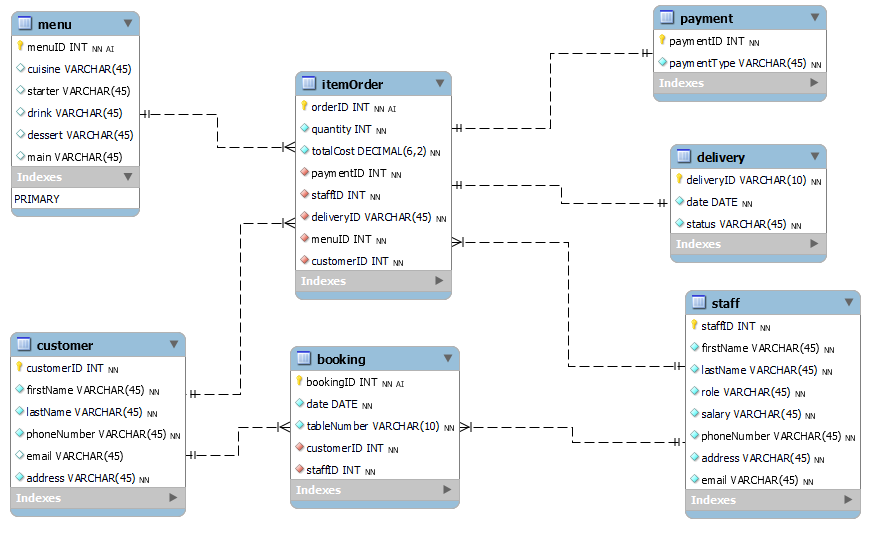 menu
menuID INT NN AI
cuisine VARCHAR(45)
starter VARCHAR(45)
drink VARCHAR(45)
dessert VARCHAR(45)
main VARCHAR(45)
Indexes
PRIMARY
itemOrder
orderID INT NN AI
quantity INT NN
totalCost DECIMAL(6,2) NN
paymentID INT NN
staffID INT NN
deliveryID VARCHAR(45) NN
menuID INT NN
customerID INT NN
Indexes
payment
paymentID INT NN
paymentType VARCHAR(45) NN
Indexes
delivery
deliveryID VARCHAR(10) NN
date DATE NN
status VARCHAR(45) NN
Indexes
customer
customerID INT NN
firstName VARCHAR(45) NN
lastName VARCHAR(45) NN
phoneNumber VARCHAR(45) NN
email VARCHAR(45)
address VARCHAR(45) NN
Indexes
booking
bookingID INT NN AI
date DATE NN
tableNumber VARCHAR(10) NN
customerID INT NN
staffID INT NN
Indexes
staff
staffID INT NN
firstName VARCHAR(45) NN
lastName VARCHAR(45) NN
role VARCHAR(45) NN
salary VARCHAR(45) NN
phoneNumber VARCHAR(45) NN
address VARCHAR(45) NN
email VARCHAR(45) NN
Indexes